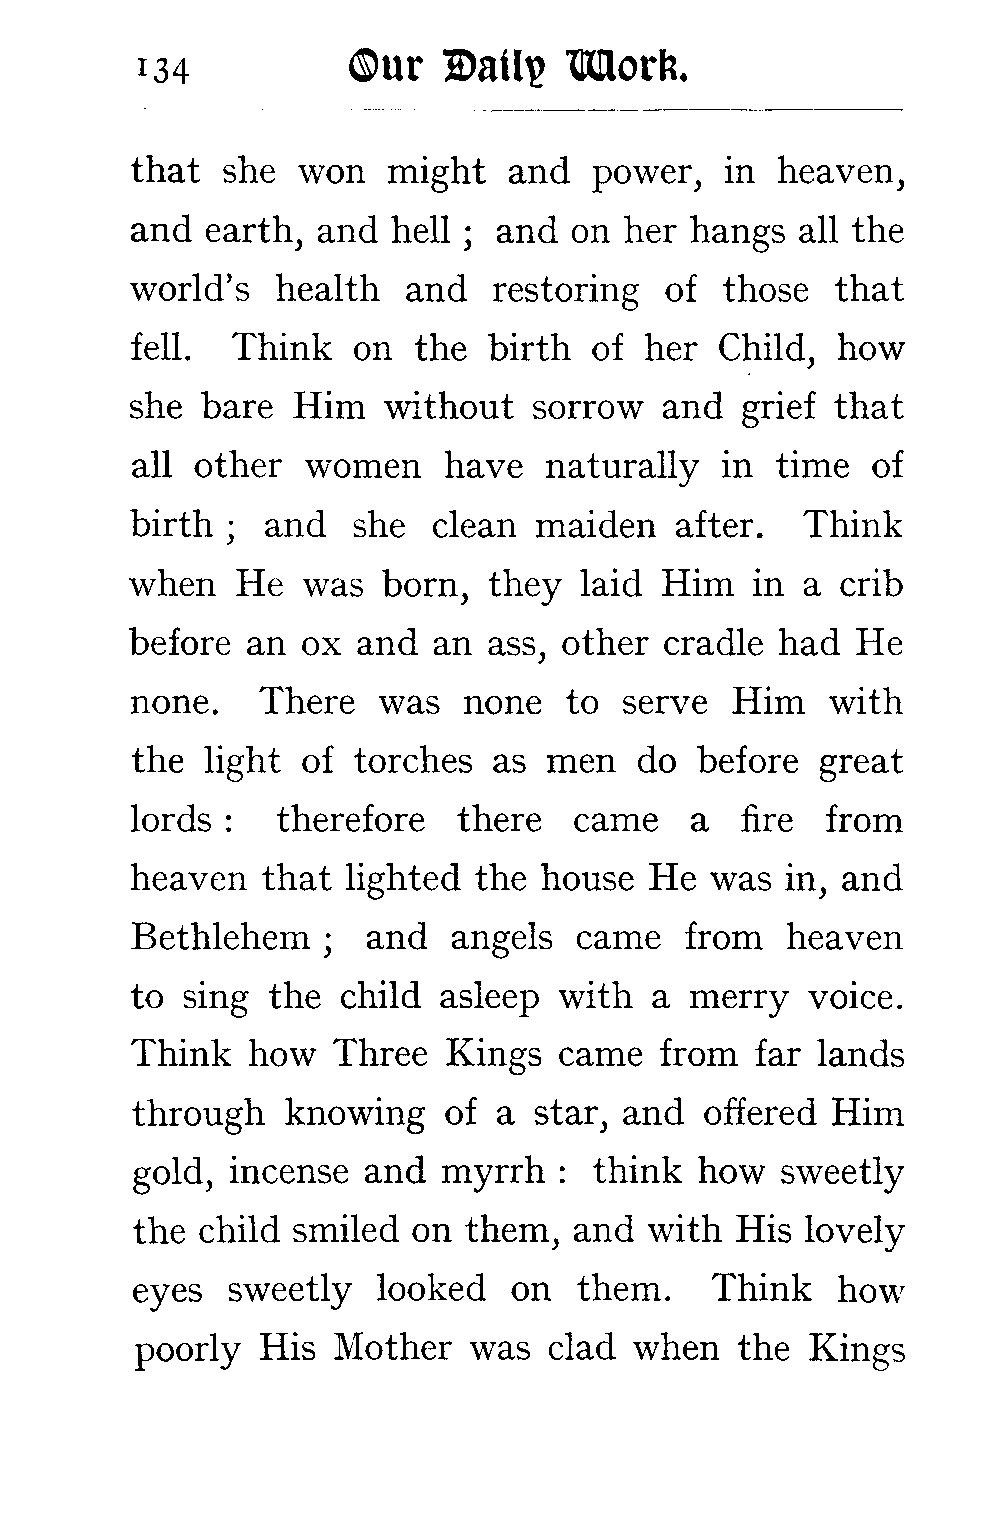 134 Our Daily Work.
that she won might and power, in heaven,
and earth, and hell ; and on her hangs all the
world's health and restoring of those that
fell. Think on the birth of her Child, how
she bare Him without sorrow and grief that
all other women have naturally in time of
birth ; and she clean maiden after. Think
when He was born, they laid Him in a crib
before an ox and an ass, other cradle had He
none. There was none to serve Him with
the light of torches as men do before great
lords : therefore there came a fire from
heaven that lighted the house He was in, and
Bethlehem ; and angels came from heaven
to sing the child asleep with a merry voice.
Think how Three Kings came from far lands
through knowing of a star, and offered Him
gold, incense and myrrh : think how sweetly
the child smiled on them, and with His lovely
eyes sweetly looked on them. Think how
poorly His Mother was clad when the Kings